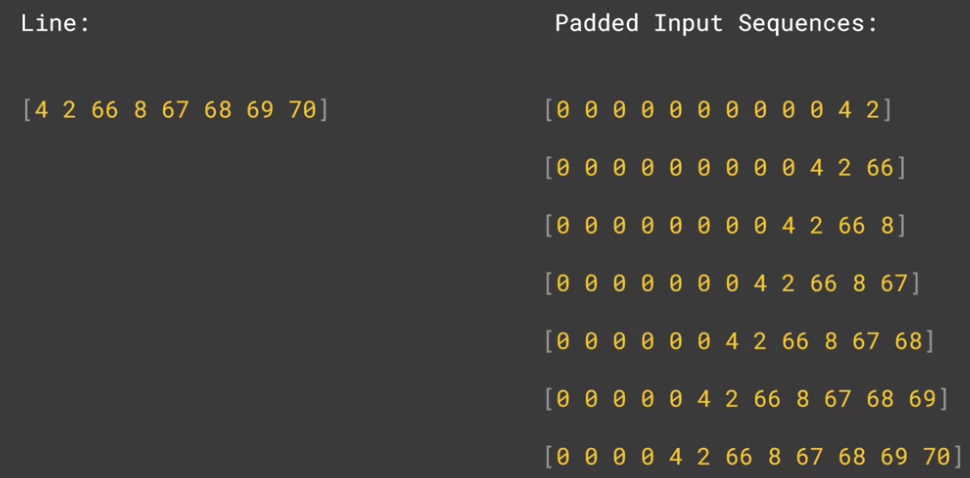 Line: Padded Input Sequences:
[4 2 66 8 67 68 69 70] [0 0 0 0 0 0 0 0 0 0 4 2]
[0 0 0 0 0 0 0 0 0 4 2 66]
[0 0 0 0 0 0 0 0 4 2 66 8]
[0 0 0 0 0 0 0 4 2 66 8 67]
[0 0 0 0 0 0 4 2 66 8 67 68]
[0 0 0 0 0 4 2 66 8 67 68 69]
[0 0 0 0 4 2 66 8 67 68 69 70]